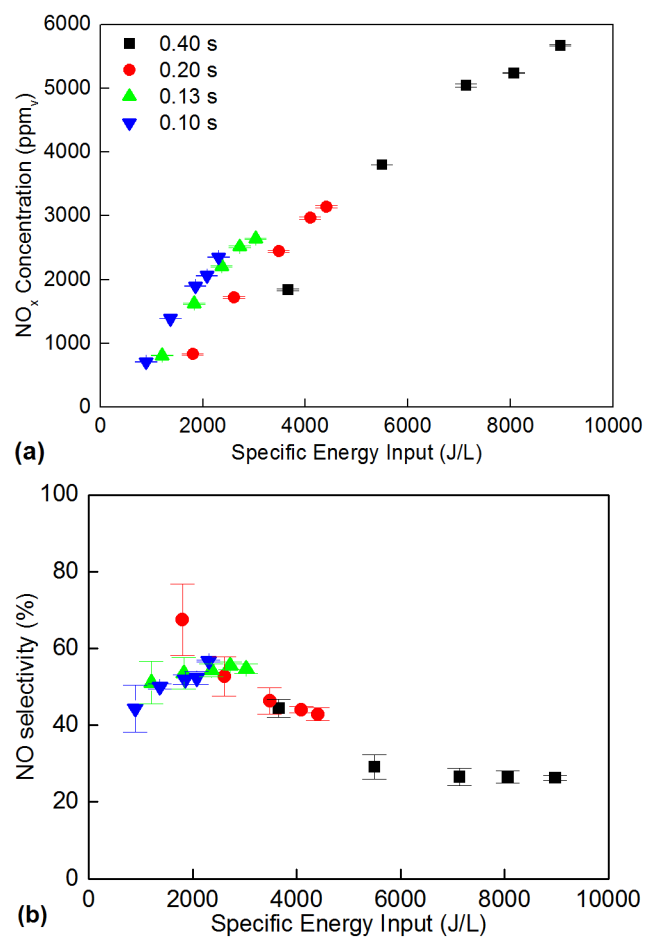 6000
5000
4000
3000
2000
1000
0
NOx Concentration (ppmv)
0.40 s
0.20 s
0.13 s
0.10 s
0 2000 4000 6000 8000 10000
(a) Specific Energy Input (J/L)
100
80
60
40
20
0
NO selectivity (%)
0 2000 4000 6000 8000 10000
(b) Specific Energy Input (J/L)